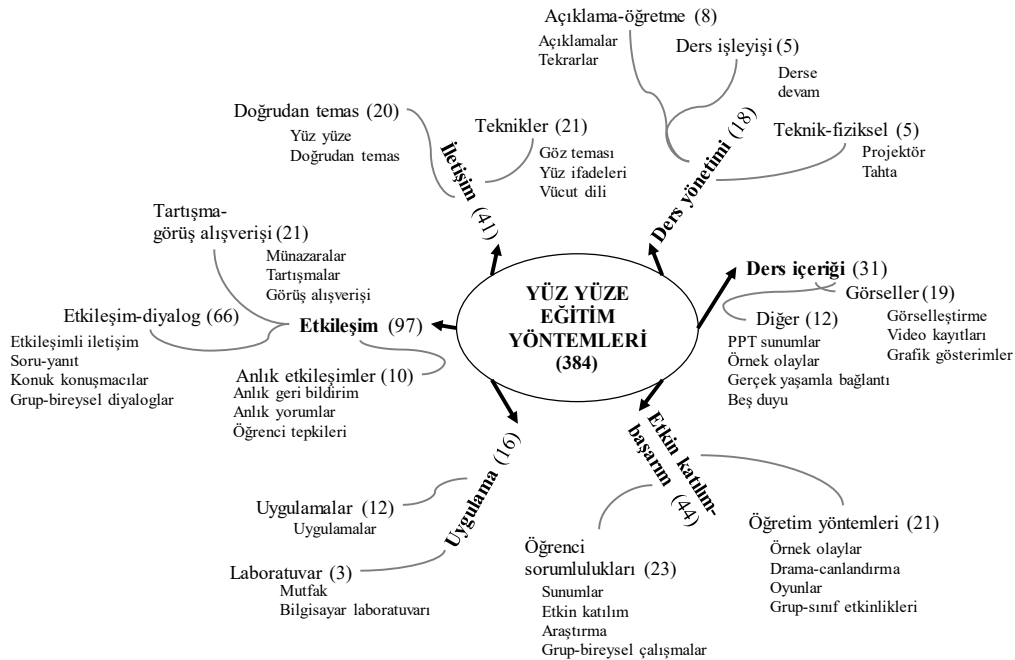 YÜZ YÜZE
EĞİTİM
YÖNTEMLERİ
(384)
Ders yönetimi (18)
Açıklama-öğretme (8)
Açıklamalar
Tekrarlar
Ders işleyişi (5)
Derse
devam
Teknik-fiziksel (5)
Projektör
Tahta
Ders içeriği (31)
Görseller (19)
Görselleştirme
Video kayıtları
Grafik gösterimler
Diğer (12)
PPT sunumlar
Örnek olaylar
Gerçek yaşamla bağlantı
Beş duyu
Etkin katılım-
başarım (44)
Öğretim yöntemleri (21)
Örnek olaylar
Drama-canlandırma
Oyunlar
Grup-sınıf etkinlikleri
Öğrenci
sorumlulukları (23)
Sunumlar
Etkin katılım
Araştırma
Grup-bireysel çalışmalar
Uygulama (16)
Uygulamalar (12)
Uygulamalar
Laboratuvar (3)
Mutfak
Bilgisayar laboratuvarı
Etkileşim (97)
Tartışma-
görüş alışverişi (21)
Münazaralar
Tartışmalar
Görüş alışverişi
Etkileşim-diyalog (66)
Etkileşimli iletişim
Soru-yanıt
Konuk konuşmacılar
Grup-bireysel diyaloglar
Anlık etkileşimler (10)
Anlık geri bildirim
Anlık yorumlar
Öğrenci tepkileri
İletişim (41)
Doğrudan temas (20)
Yüz yüze
Doğrudan temas
Teknikler (21)
Göz teması
Yüz ifadeleri
Vücut dili